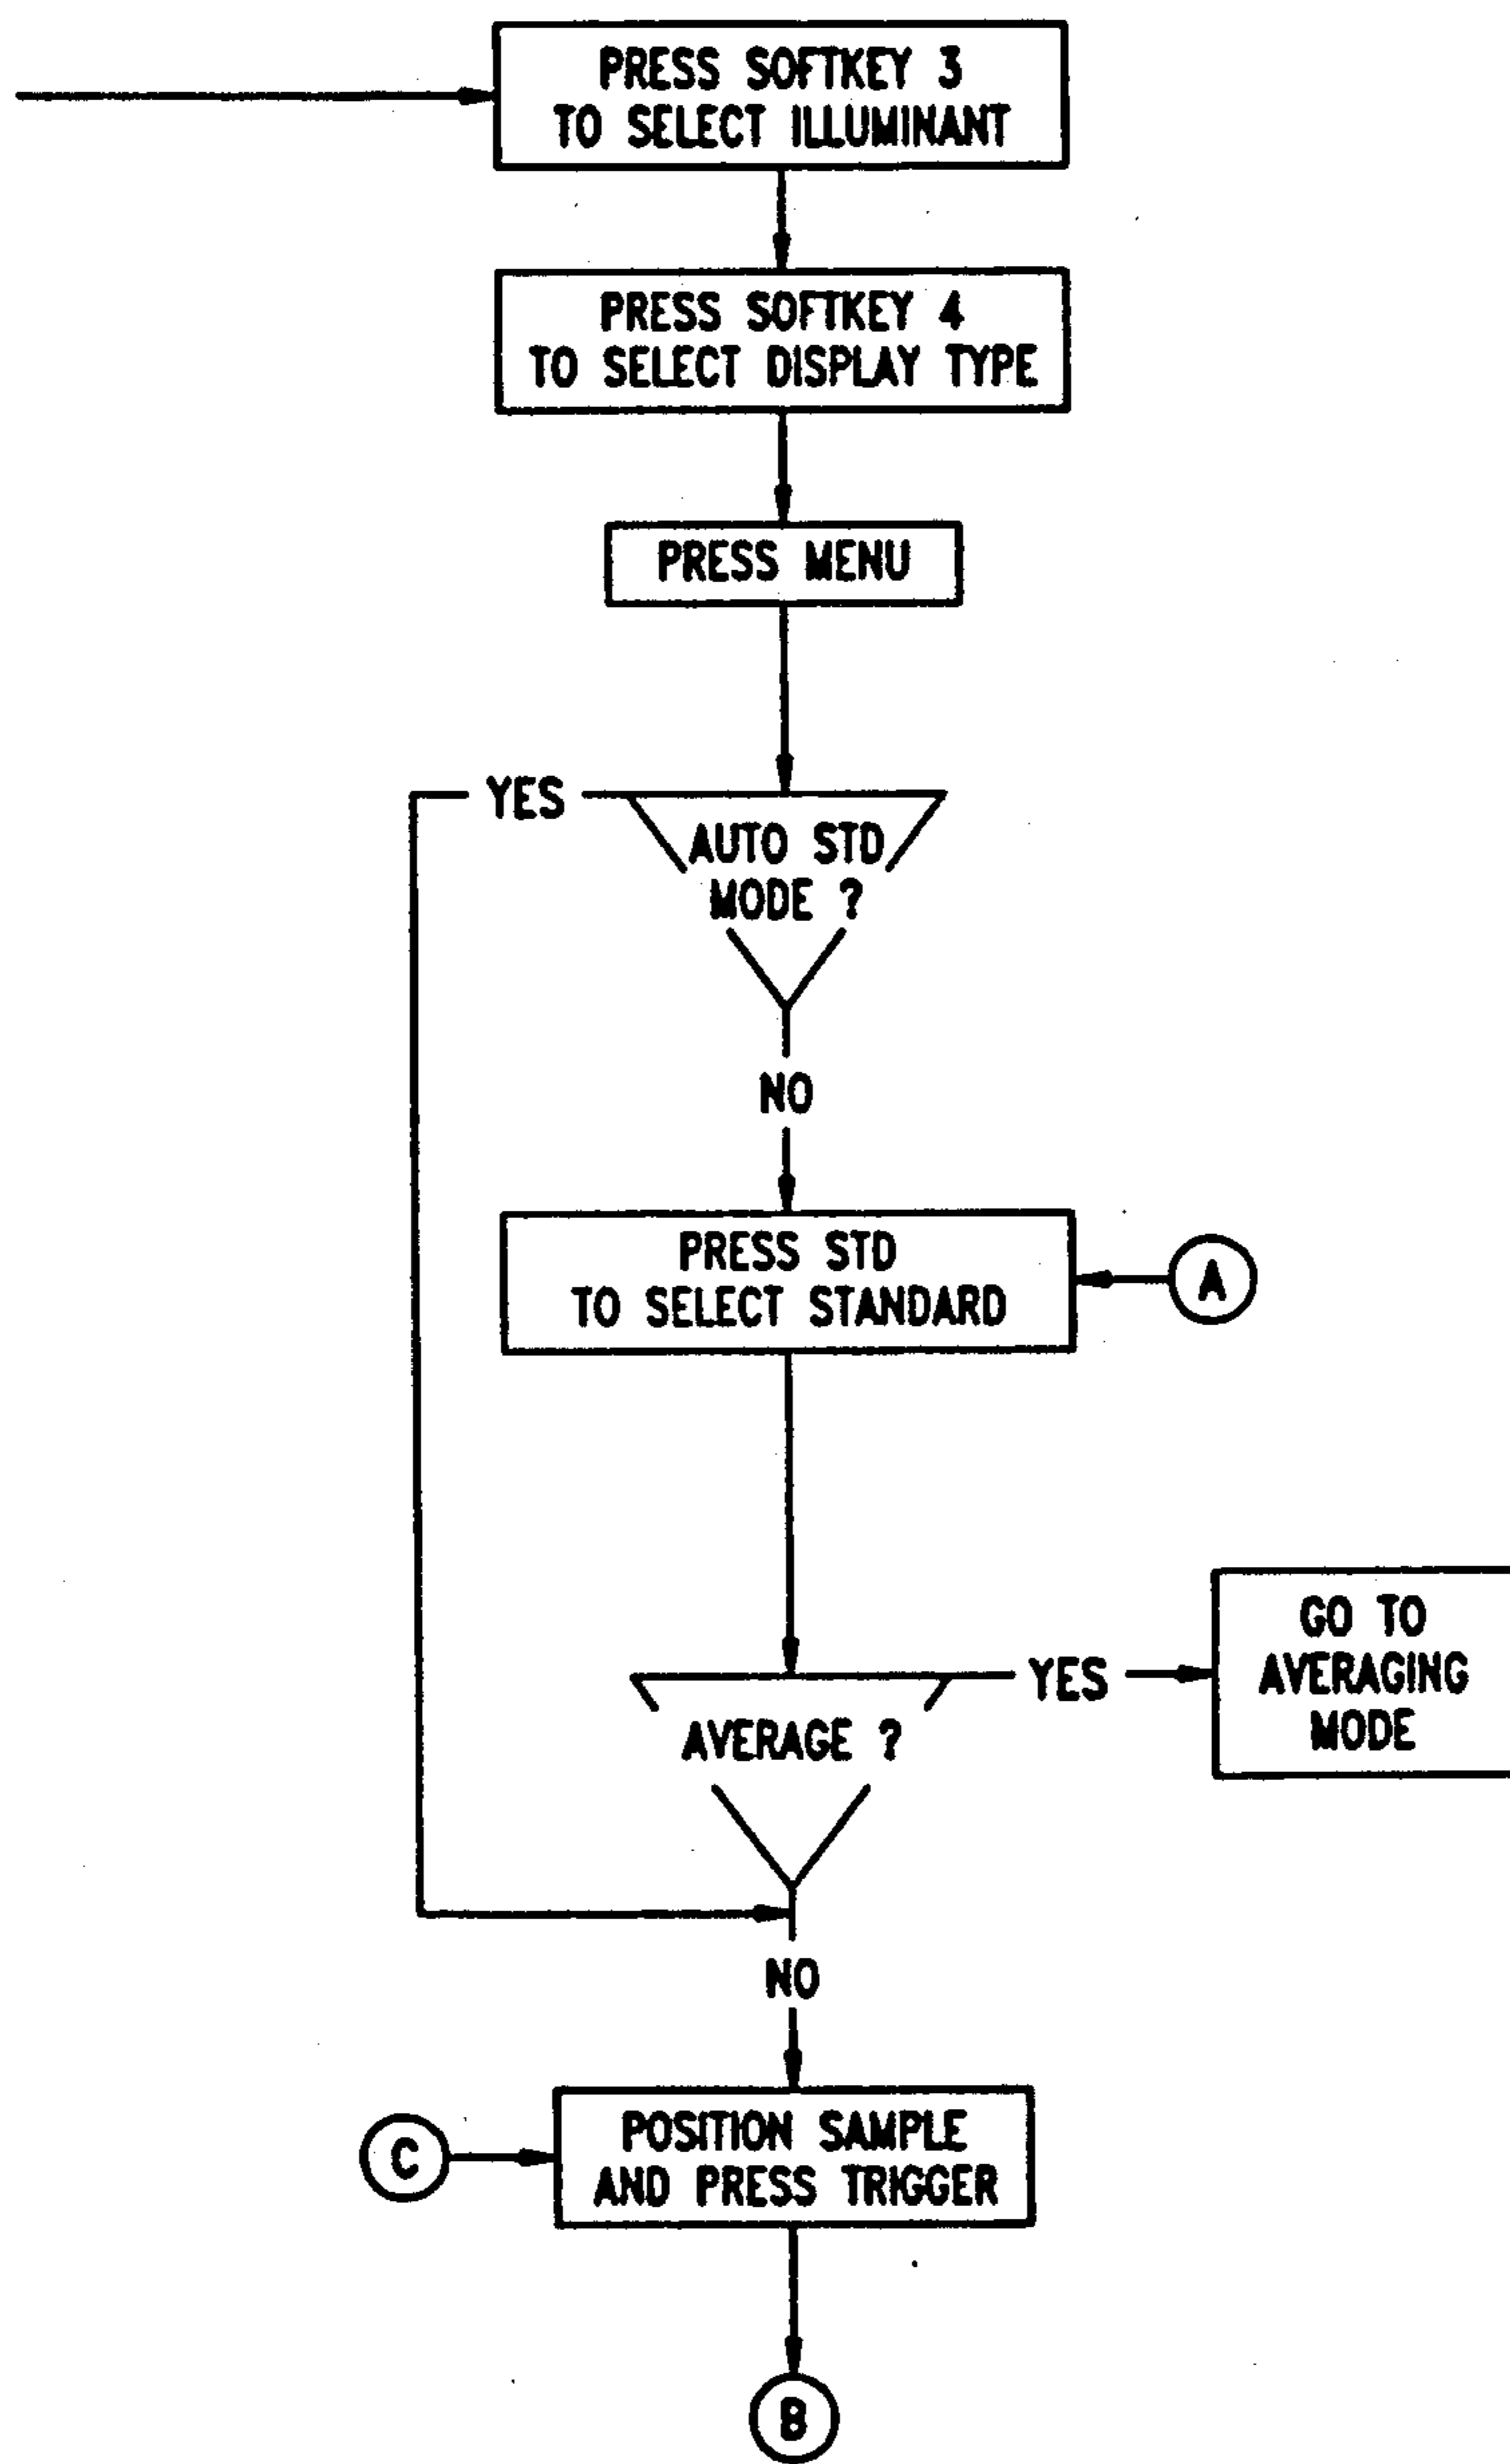 PRESS SOFTKEY 3
TO SELECT ILLUMINANT
PRESS SOFTKEY 4
TO SELECT DISPLAY TYPE
PRESS MENU
YES
AUTO STD
MODE ?
NO
PRESS STD
TO SELECT STANDARD
A
GO TO
AVERAGING
MODE
YES
AVERAGE ?
NO
POSITION SAMPLE
AND PRESS TRIGGER
C
B